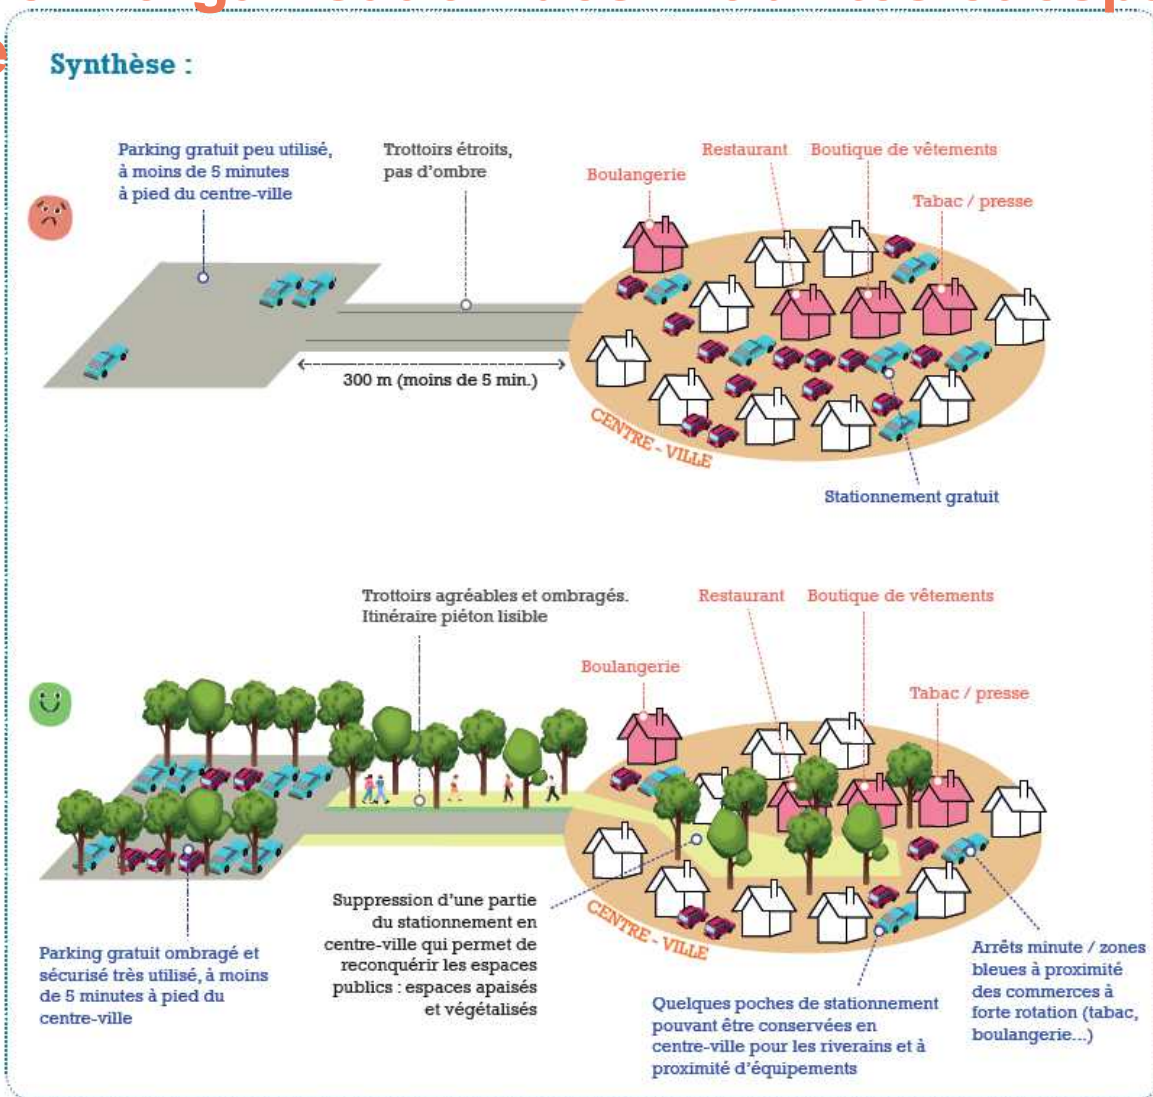 Synthèse :
Parking gratuit peu utilisé,
à moins de 5 minutes
à pied du centre-ville
Trottoirs étroits,
pas d'ombre
Boulangerie
Restaurant
Boutique de vêtements
Tabac / presse
300 m (moins de 5 min.)
CENTRE - VILLE
Stationnement gratuit
Trottoirs agréables et ombragés.
Itinéraire piéton lisible
Boulangerie
Restaurant
Boutique de vêtements
Tabac / presse
CENTRE - VILLE
Parking gratuit ombragé et
sécurisé très utilisé, à moins
de 5 minutes à pied du
centre-ville
Suppression d'une partie
du stationnement en
centre-ville qui permet de
reconquérir les espaces
publics : espaces apaisés
et végétalisés
Quelques poches de stationnement
pouvant être conservées en
centre-ville pour les riverains et à
proximité d'équipements
Arrêts minute / zones
bleues à proximité
des commerces à
forte rotation (tabac,
boulangerie...)